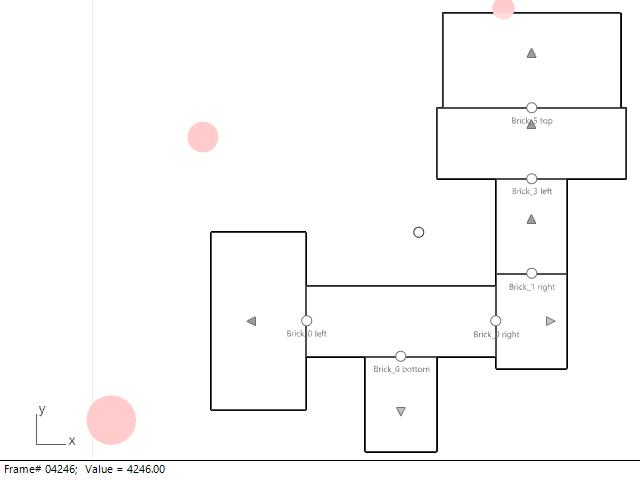 Brick_5 top
Brick_3 left
Brick_1 right
Brick_0 left
Brick_0 right
Brick_0 bottom
y
x
Frame# 04246; Value = 4246.00